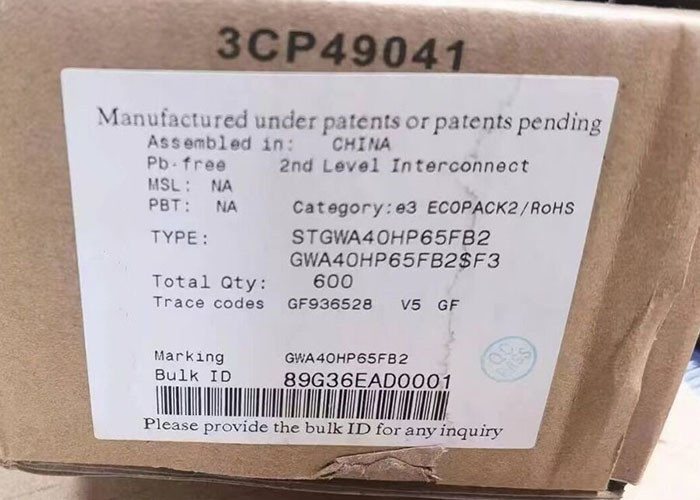 3CP49041
Manufactured under patents or patents pending
Assembled in: CHINA
Pb-free 2nd Level Interconnect
MSL: NA
PBT: NA Category:e3 ECOPACK2/RoHS
TYPE: STGWA40HP65FB2
GWA40HP65FB2$F3
Total Qty: 600
Trace codes GF936528 V5 GF
Marking GWA40HP65FB2
Bulk ID 89G36EAD0001
Please provide the bulk ID for any inquiry
Q.C